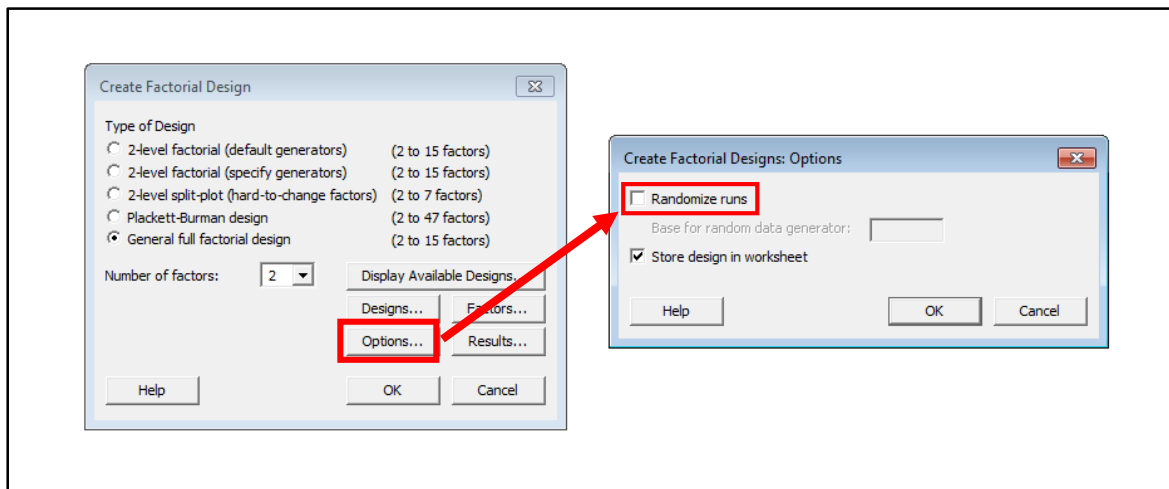 Create Factorial Design
Type of Design
2-level factorial (default generators) (2 to 15 factors)
2-level factorial (specify generators) (2 to 15 factors)
2-level split-plot (hard-to-change factors) (2 to 7 factors)
Plackett-Burman design (2 to 47 factors)
General full factorial design (2 to 15 factors)
Number of factors: 2 Display Available Designs...
Designs... Factors...
Options... Results...
Help OK Cancel
Create Factorial Designs: Options
Randomize runs
Base for random data generator:
Store design in worksheet
Help OK Cancel